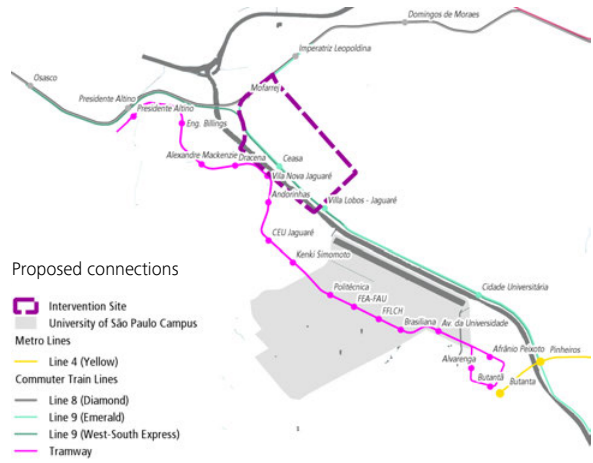 Domingos de Moraes
Imperatriz Leopoldina
Osasco
Mofarrej
Presidente Altino
Presidente Altino
Eng. Billings
Alexandre Mackenzie
Dracena
Ceasa
Vila Nova Jaguaré
Andorinhas
Villa Lobos - Jaguaré
CEU Jaguaré
Kenki Simomoto
Proposed connections
Politécnica
Cidade Universitária
FEA-FAU
Intervention Site
FFLCH
University of São Paulo Campus
Brasiliana
Av. da Universidade
Metro Lines
Afrânio Peixoto
Pinheiros
Line 4 (Yellow)
Alvarenga
Butantã
Butanta
Commuter Train Lines
Line 8 (Diamond)
Line 9 (Emerald)
Line 9 (West-South Express)
Tramway